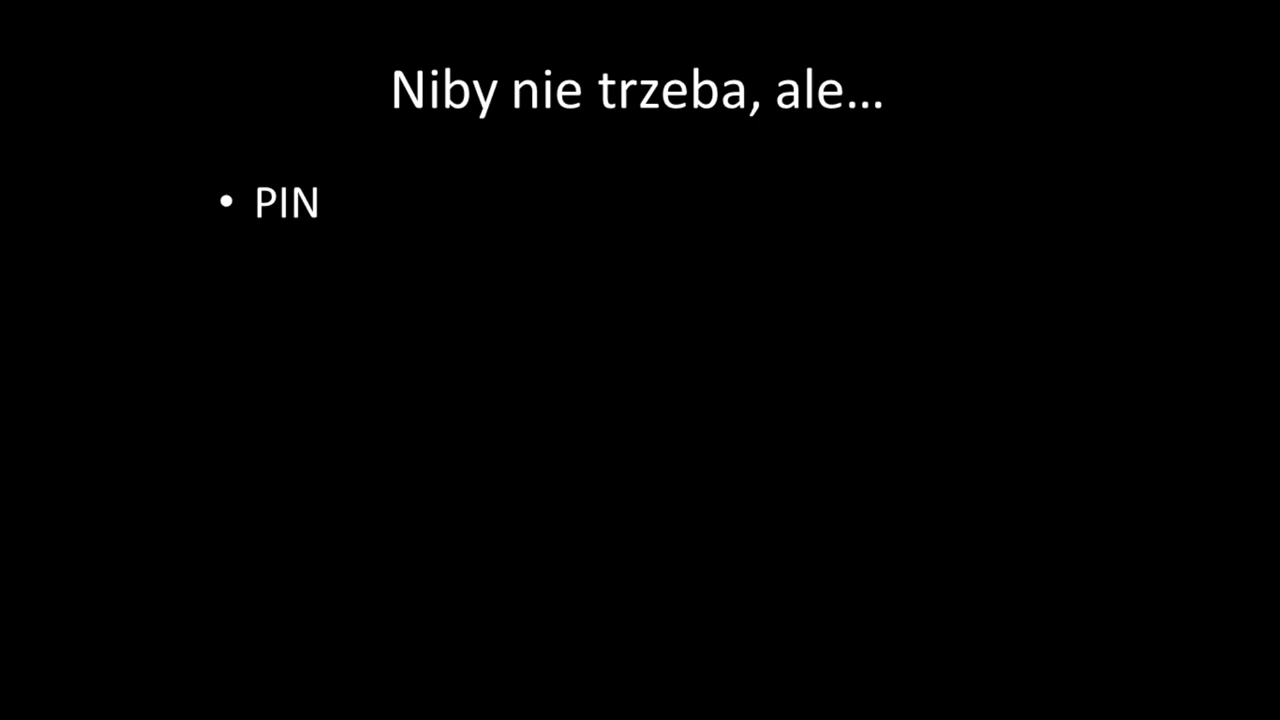 Niby nie trzeba, ale…
• PIN